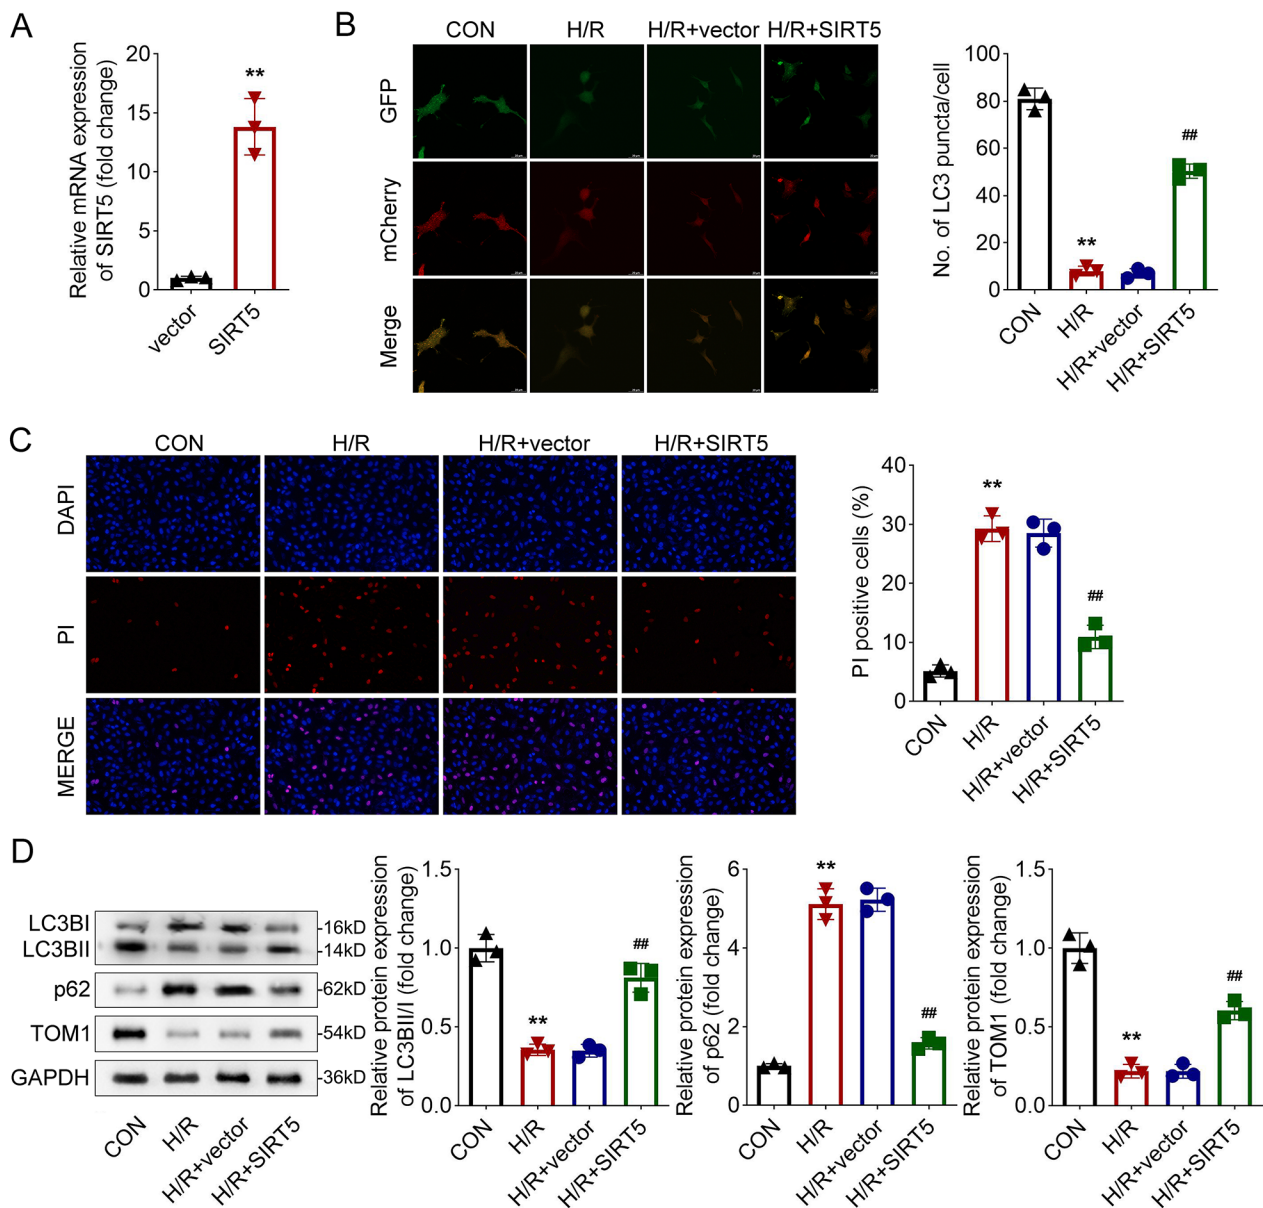 A
Relative mRNA expression
of SIRT5 (fold change)
20
15
10
5
0
**
vector
SIRT5
B
CON
H/R
H/R+vector
H/R+SIRT5
GFP
mCherry
Merge
No. of LC3 puncta/cell
100
80
60
40
20
0
**
##
CON
H/R
H/R+vector
H/R+SIRT5
C
CON
H/R
H/R+vector
H/R+SIRT5
DAPI
PI
MERGE
PI positive cells (%)
40
30
20
10
0
**
##
CON
H/R
H/R+vector
H/R+SIRT5
D
LC3BI
-16kD
LC3BII
-14kD
p62
-62kD
TOM1
-54kD
GAPDH
-36kD
CON
H/R
H/R+vector
H/R+SIRT5
Relative protein expression
of LC3BII/I (fold change)
1.5
1.0
0.5
0.0
**
##
CON
H/R
H/R+vector
H/R+SIRT5
Relative protein expression
of p62 (fold change)
6
4
2
0
**
##
CON
H/R
H/R+vector
H/R+SIRT5
Relative protein expression
of TOM1 (fold change)
1.5
1.0
0.5
0.0
**
##
CON
H/R
H/R+vector
H/R+SIRT5